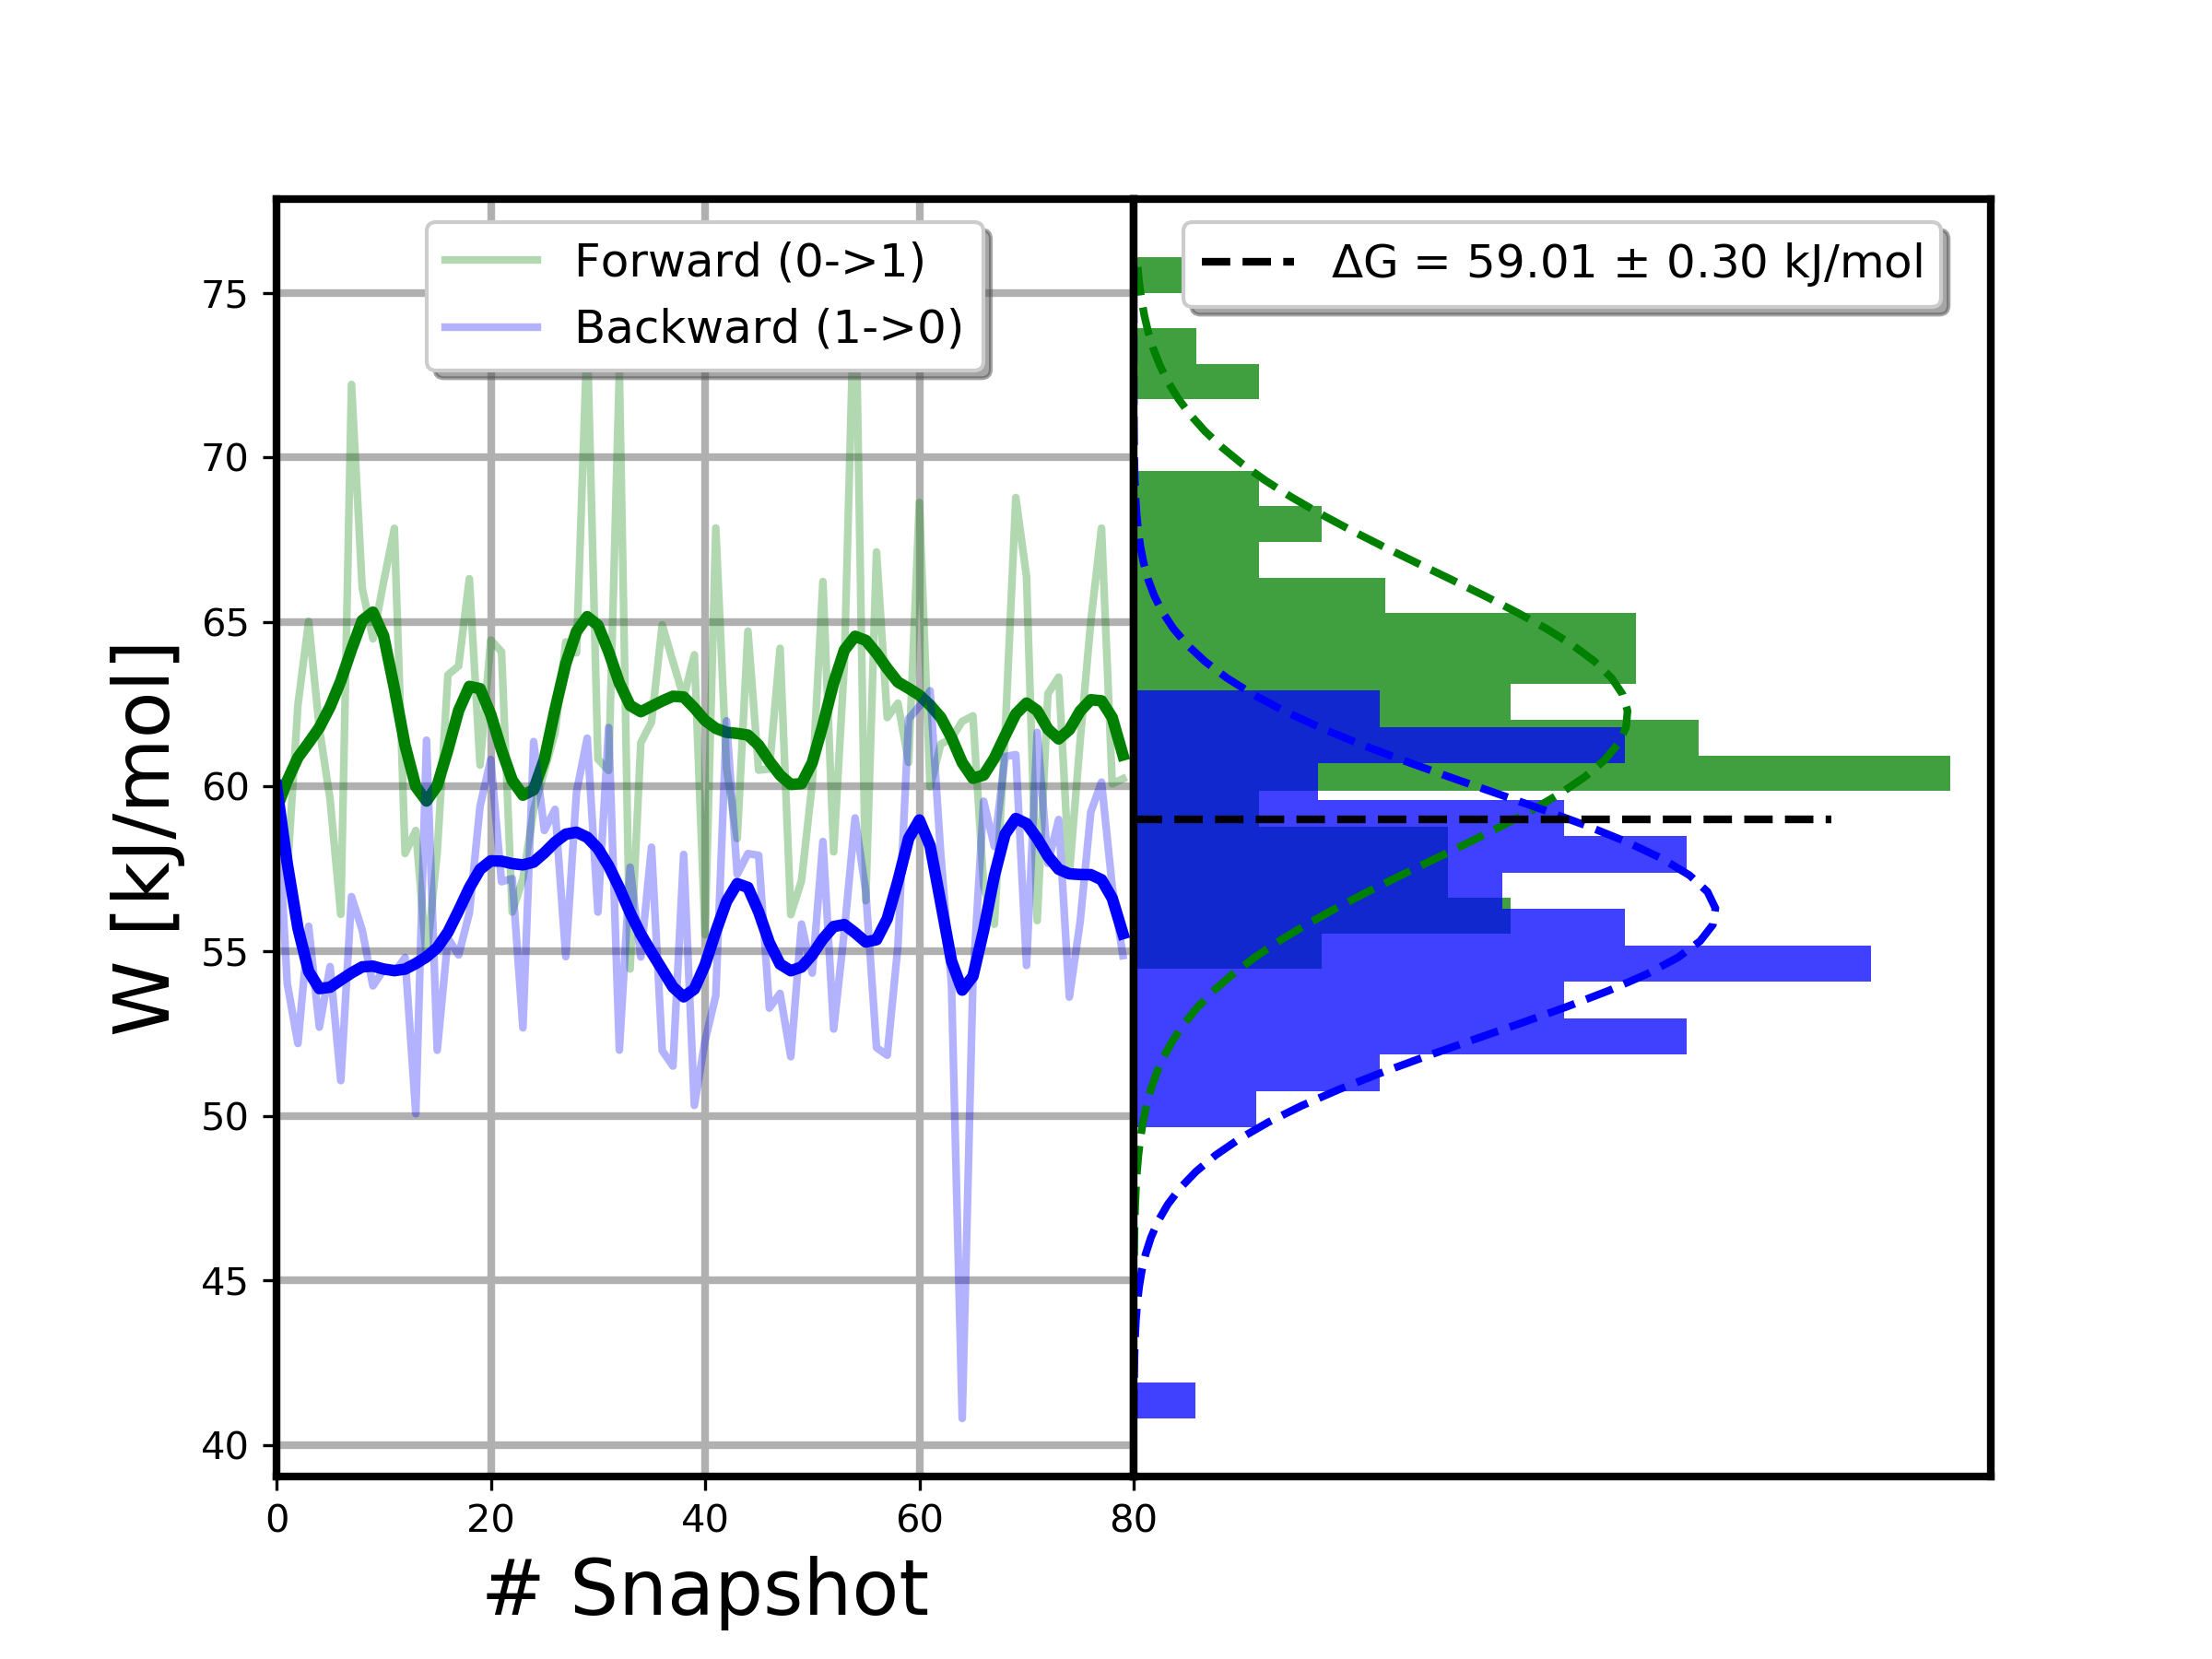 Forward (0->1)
Backward (1->0)
ΔG = 59.01 ± 0.30 kJ/mol
W [kJ/mol]
75
70
65
60
55
50
45
40
0 20 40 60 80
# Snapshot